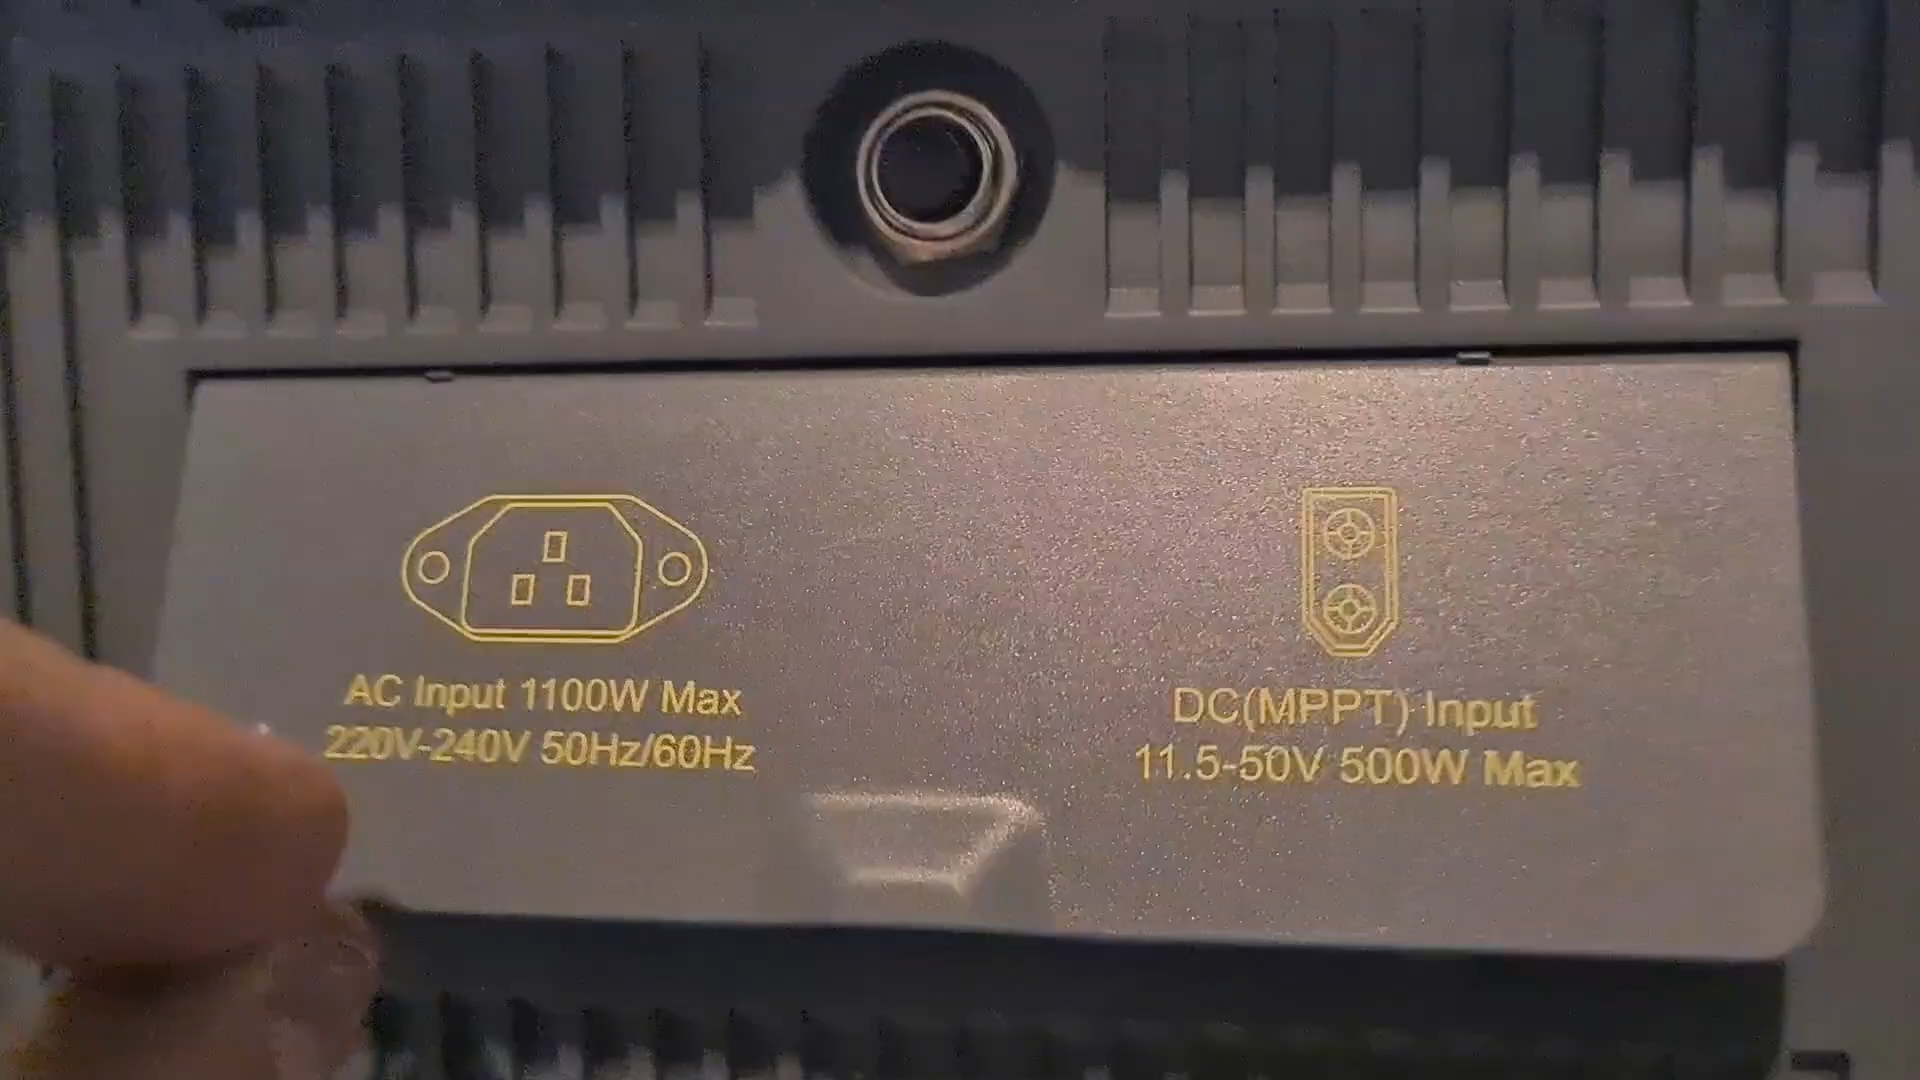 AC Input 1100W Max
220V-240V 50Hz/60Hz
DC(MPPT) Input
11.5-50V 500W Max